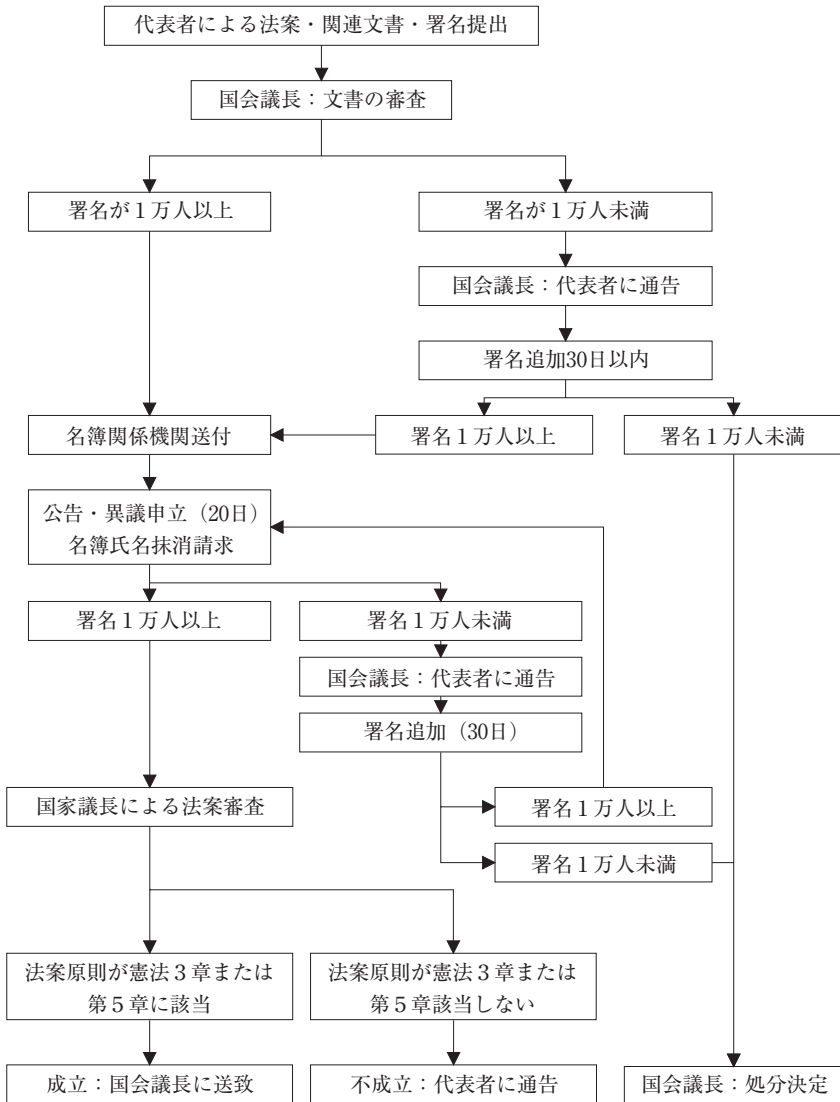 代表者による法案・関連文書・署名提出
国会議長：文書の審査
署名が１万人以上
署名が１万人未満
国会議長：代表者に通告
署名追加30日以内
名簿関係機関送付
署名１万人以上
署名１万人未満
公告・異議申立（20日）
名簿氏名抹消請求
署名１万人以上
署名１万人未満
国会議長：代表者に通告
署名追加（30日）
国家議長による法案審査
署名１万人以上
署名１万人未満
法案原則が憲法３章または
第５章に該当
法案原則が憲法３章または
第５章該当しない
成立：国会議長に送致
不成立：代表者に通告
国会議長：処分決定